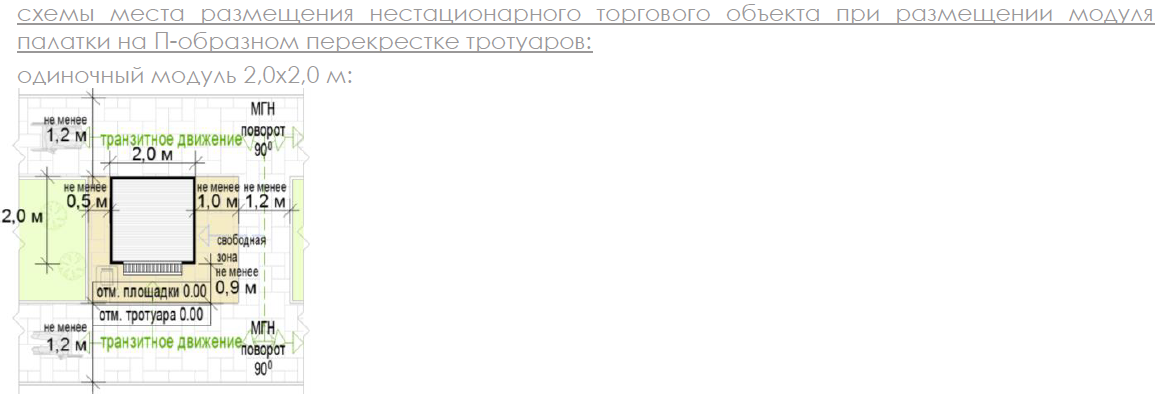 схемы места размещения нестационарного торгового объекта при размещении модуля
палатки на П-образном перекрестке тротуаров:
одиночный модуль 2,0х2,0 м:
МГН
не менее
1,2 м
транзитное движение
поворот
90⁰
2,0 м
не менее
0,5 м
не менее
1,0 м
не менее
1,2 м
2,0 м
свободная
зона
не менее
0,9 м
отм. площадки 0.00
отм. тротуара 0.00
не менее
1,2 м
транзитное движение
МГН
поворот
90⁰